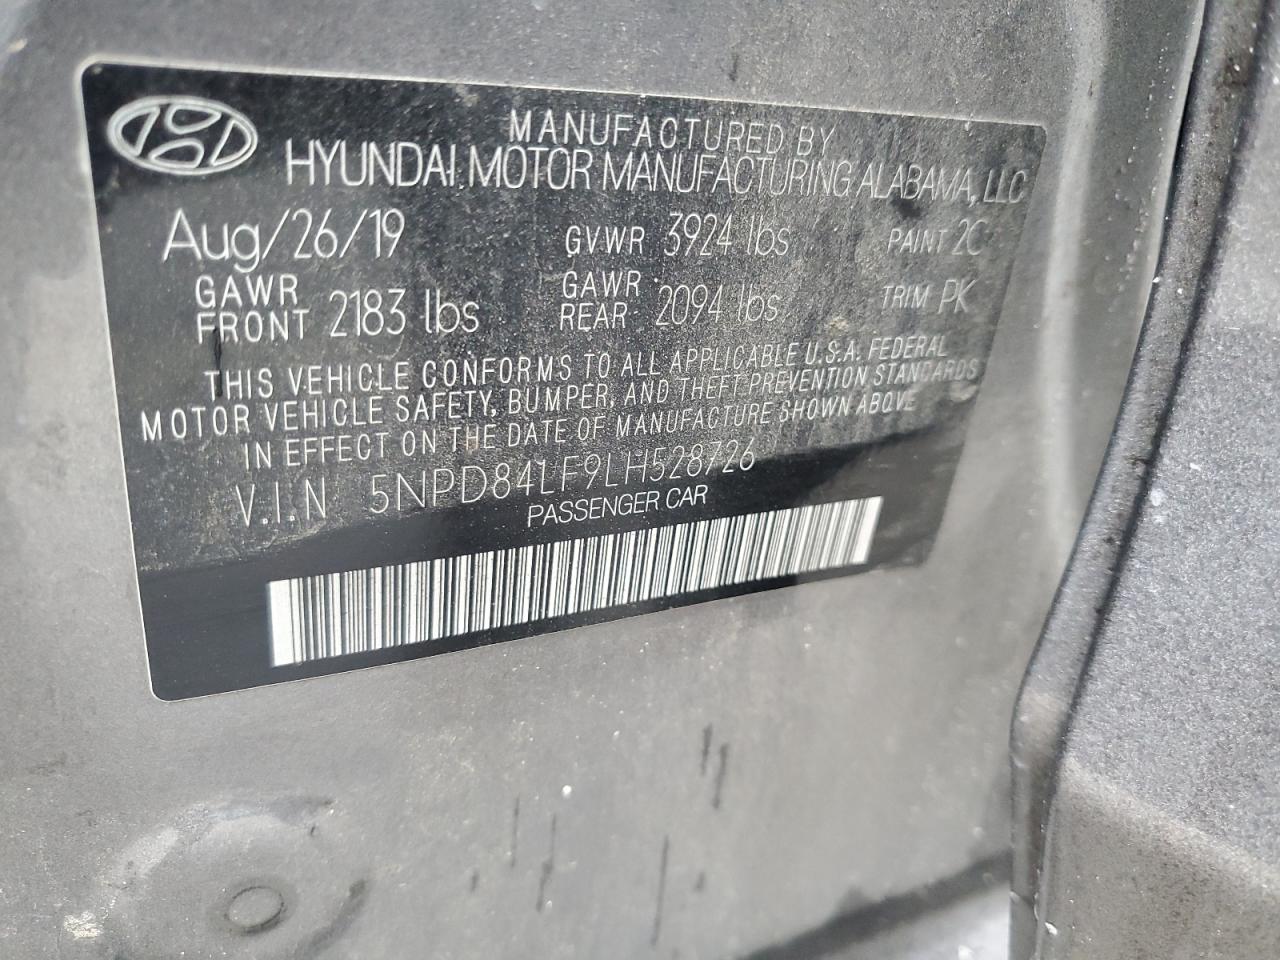 MANUFACTURED BY
HYUNDAI MOTOR MANUFACTURING ALABAMA, LLC
Aug/26/19 GVWR 3924 lbs PAINT 2C
GAWR FRONT 2183 lbs GAWR REAR 2094 lbs TRIM PK
THIS VEHICLE CONFORMS TO ALL APPLICABLE U.S.A. FEDERAL
MOTOR VEHICLE SAFETY, BUMPER, AND THEFT PREVENTION STANDARDS
IN EFFECT ON THE DATE OF MANUFACTURE SHOWN ABOVE
V.I.N 5NPD84LF9LH528726
PASSENGER CAR